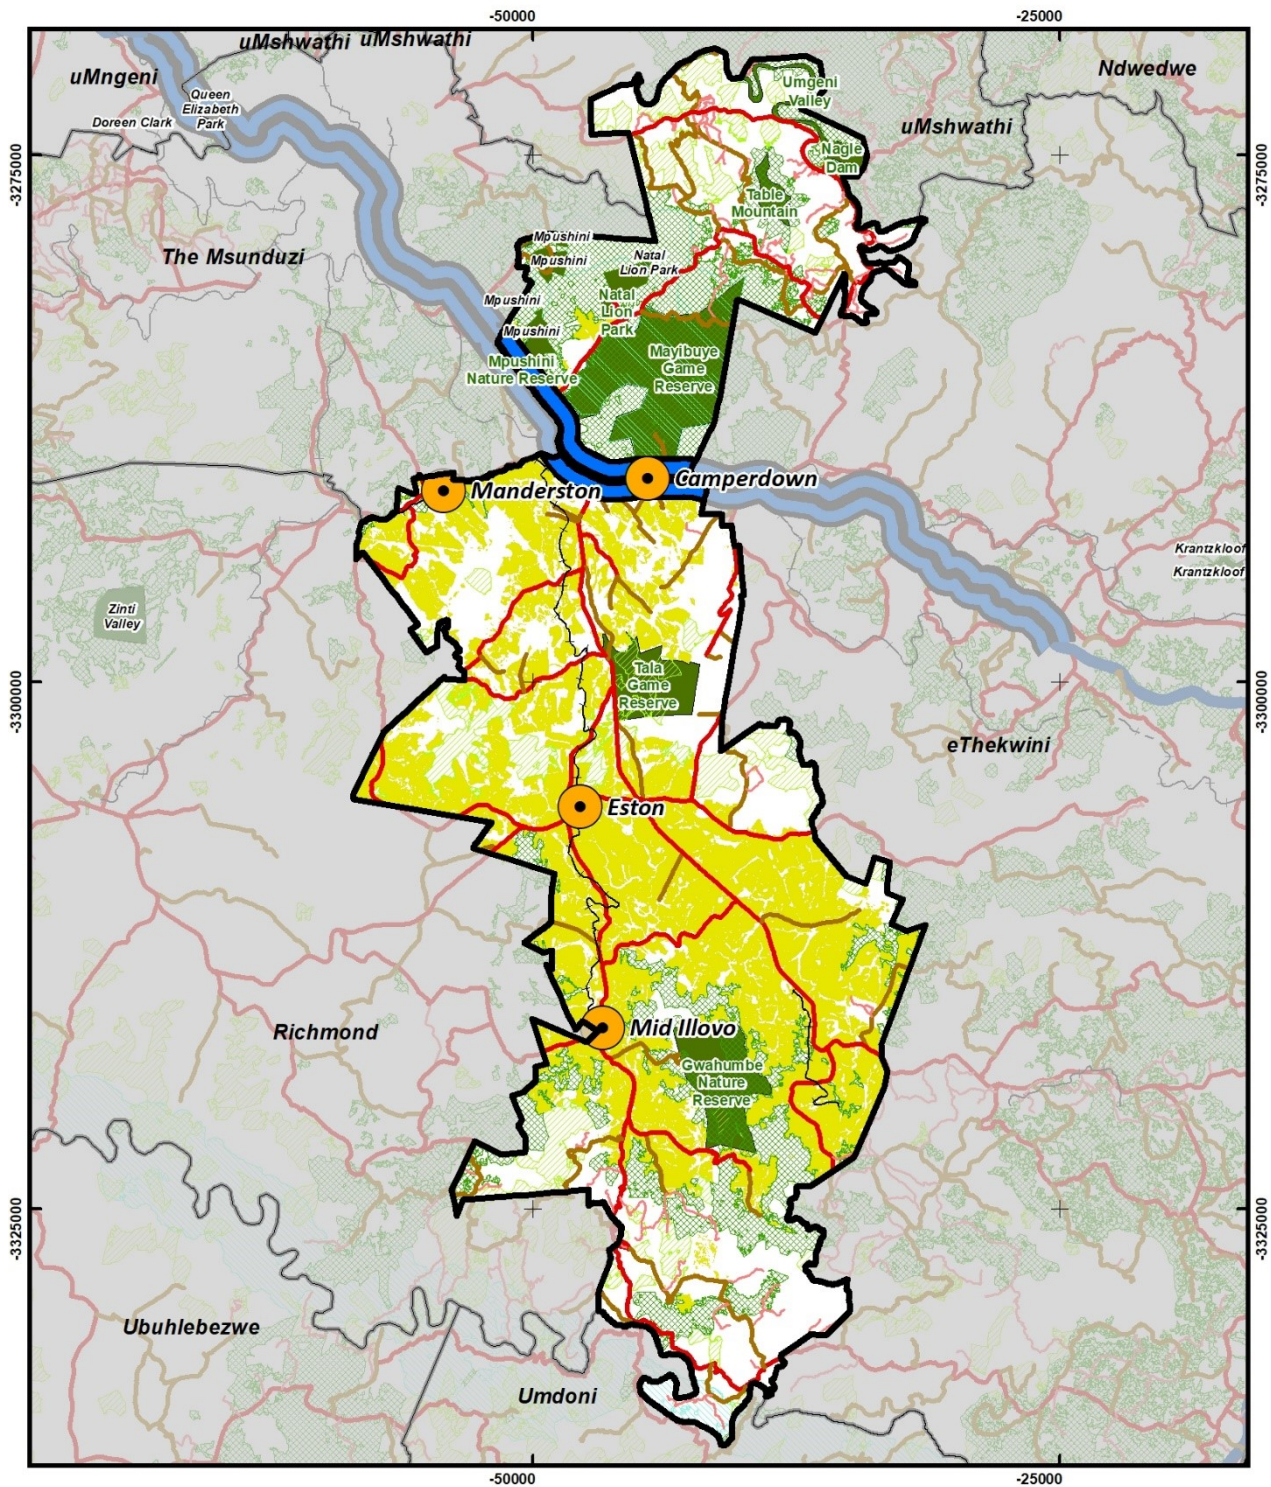 -50000
-25000
uMshwathi
uMshwathi
uMngeni
Ndwedwe
Queen
Elizabeth
Park
Doreen Clark
Umgeni
Valley
uMshwathi
-3275000
-3275000
Nagle
Dam
Table
Mountain
The Msunduzi
Mpushini
Mpushini
Natal
Lion Park
Mpushini
Natal
Lion
Park
Mpushini
Mpushini
Nature Reserve
Mayibuye
Game
Reserve
Manderston
Camperdown
Krantzkloof
Krantzkloof
Zinti
Valley
Tala
Game
Reserve
-3300000
-3300000
eThekwini
Eston
Richmond
Mid Illovo
Gwahumbe
Nature
Reserve
-3325000
-3325000
Ubuhlebezwe
Umdoni
-50000
-25000